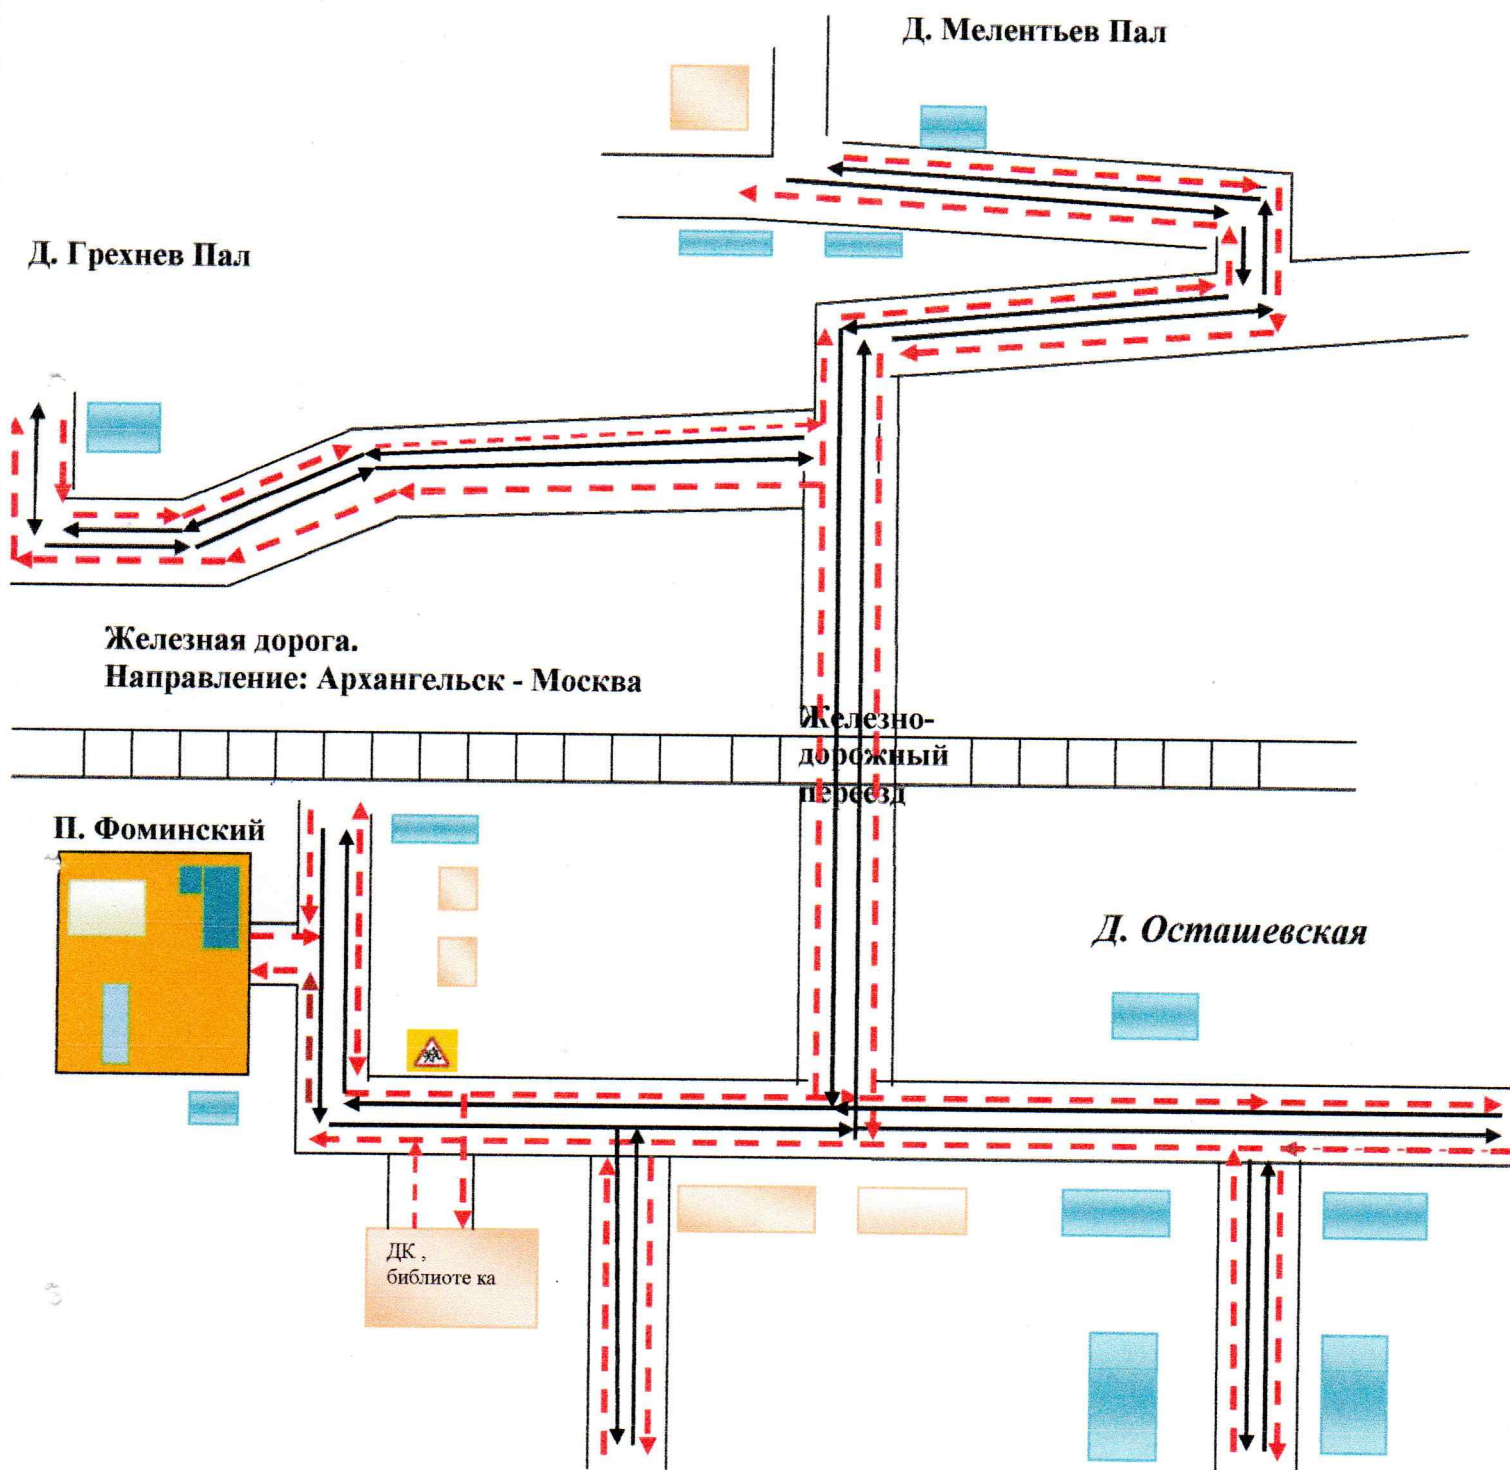 Д. Мелентьев Пал
Д. Грехнев Пал
Железная дорога.
Направление: Архангельск - Москва
Железно-
дорожный
переезд
П. Фоминский
Д. Осташевская
ДК ,
библиоте ка